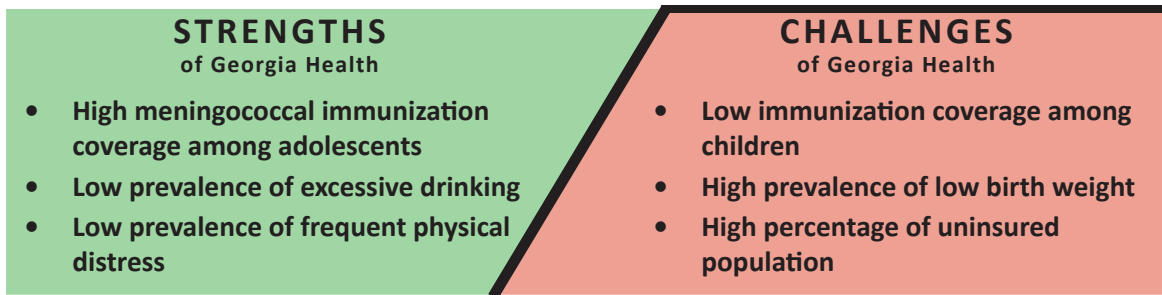 STRENGTHS
of Georgia Health
• High meningococcal immunization
coverage among adolescents
• Low prevalence of excessive drinking
• Low prevalence of frequent physical
distress
CHALLENGES
of Georgia Health
• Low immunization coverage among
children
• High prevalence of low birth weight
• High percentage of uninsured
population